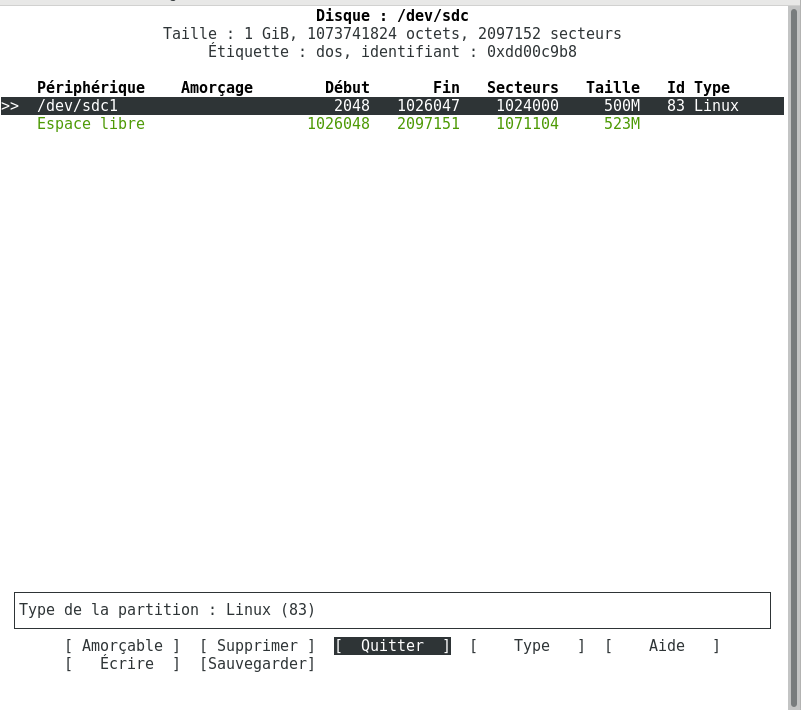 Disque : /dev/sdc
Taille : 1 GiB, 1073741824 octets, 2097152 secteurs
Étiquette : dos, identifiant : 0xdd00c9b8
Périphérique Amorçage Début Fin Secteurs Taille Id Type
>> /dev/sdc1 2048 1026047 1024000 500M 83 Linux
Espace libre 1026048 2097151 1071104 523M
Type de la partition : Linux (83)
[ Amorçable ] [ Supprimer ] [ Quitter ] [ Type ] [ Aide ]
[ Écrire ] [Sauvegarder]